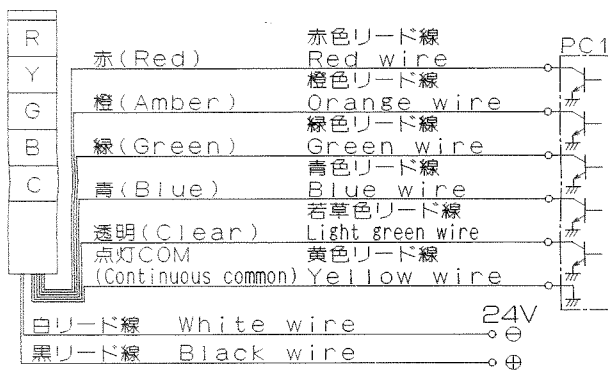 R
Y
G
B
C
赤色リード線
PC1
赤(Red)
Red wire
橙色リード線
橙(Amber)
Orange wire
緑色リード線
緑(Green)
Green wire
青色リード線
青(Blue)
Blue wire
若草色リード線
透明(Clear)
Light green wire
点灯COM
黄色リード線
(Continuous common)
Yellow wire
24V
白リード線 White wire
⊖
黒リード線 Black wire
⊕